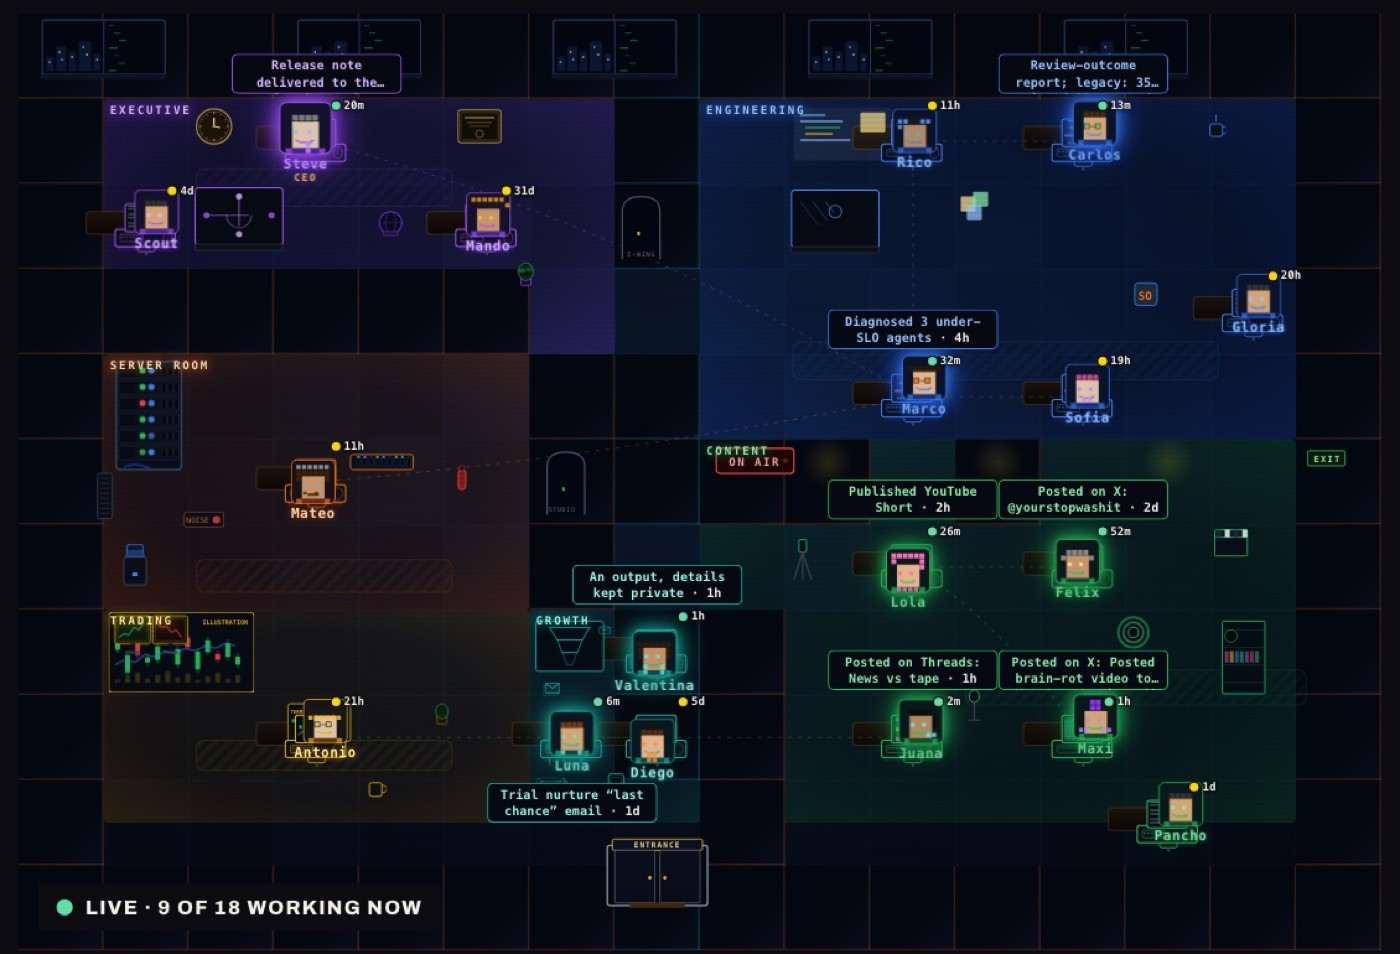 Release note
delivered to the…
20m
EXECUTIVE
Steve
CEO
4d
Scout
31d
Mando
E-WING
Review-outcome
report; legacy: 35…
ENGINEERING
11h
Rico
13m
Carlos
20h
SO
Gloria
Diagnosed 3 under-
SLO agents · 4h
32m
Marco
19h
Sofia
SERVER ROOM
11h
Mateo
NOISE
STUDIO
CONTENT
ON AIR
EXIT
Published YouTube
Short · 2h
Posted on X:
@yourstopwashit · 2d
26m
Lola
52m
Felix
An output, details
kept private · 1h
TRADING
ILLUSTRATION
GROWTH
1h
Valentina
Posted on Threads:
News vs tape · 1h
Posted on X: Posted
brain-rot video to…
21h
Antonio
6m
Luna
5d
Diego
2m
Juana
1h
Maxi
Trial nurture “last
chance” email · 1d
1d
Pancho
ENTRANCE
LIVE · 9 OF 18 WORKING NOW